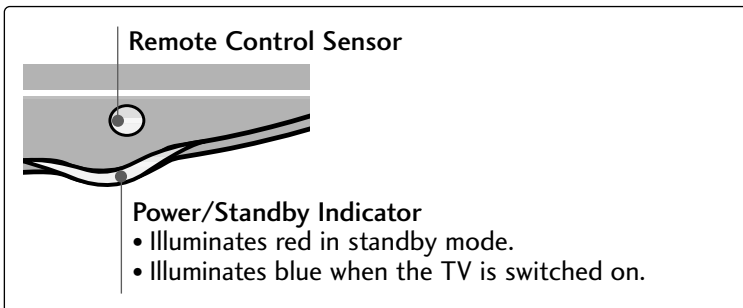 Remote Control Sensor
Power/Standby Indicator
• Illuminates red in standby mode.
• Illuminates blue when the TV is switched on.